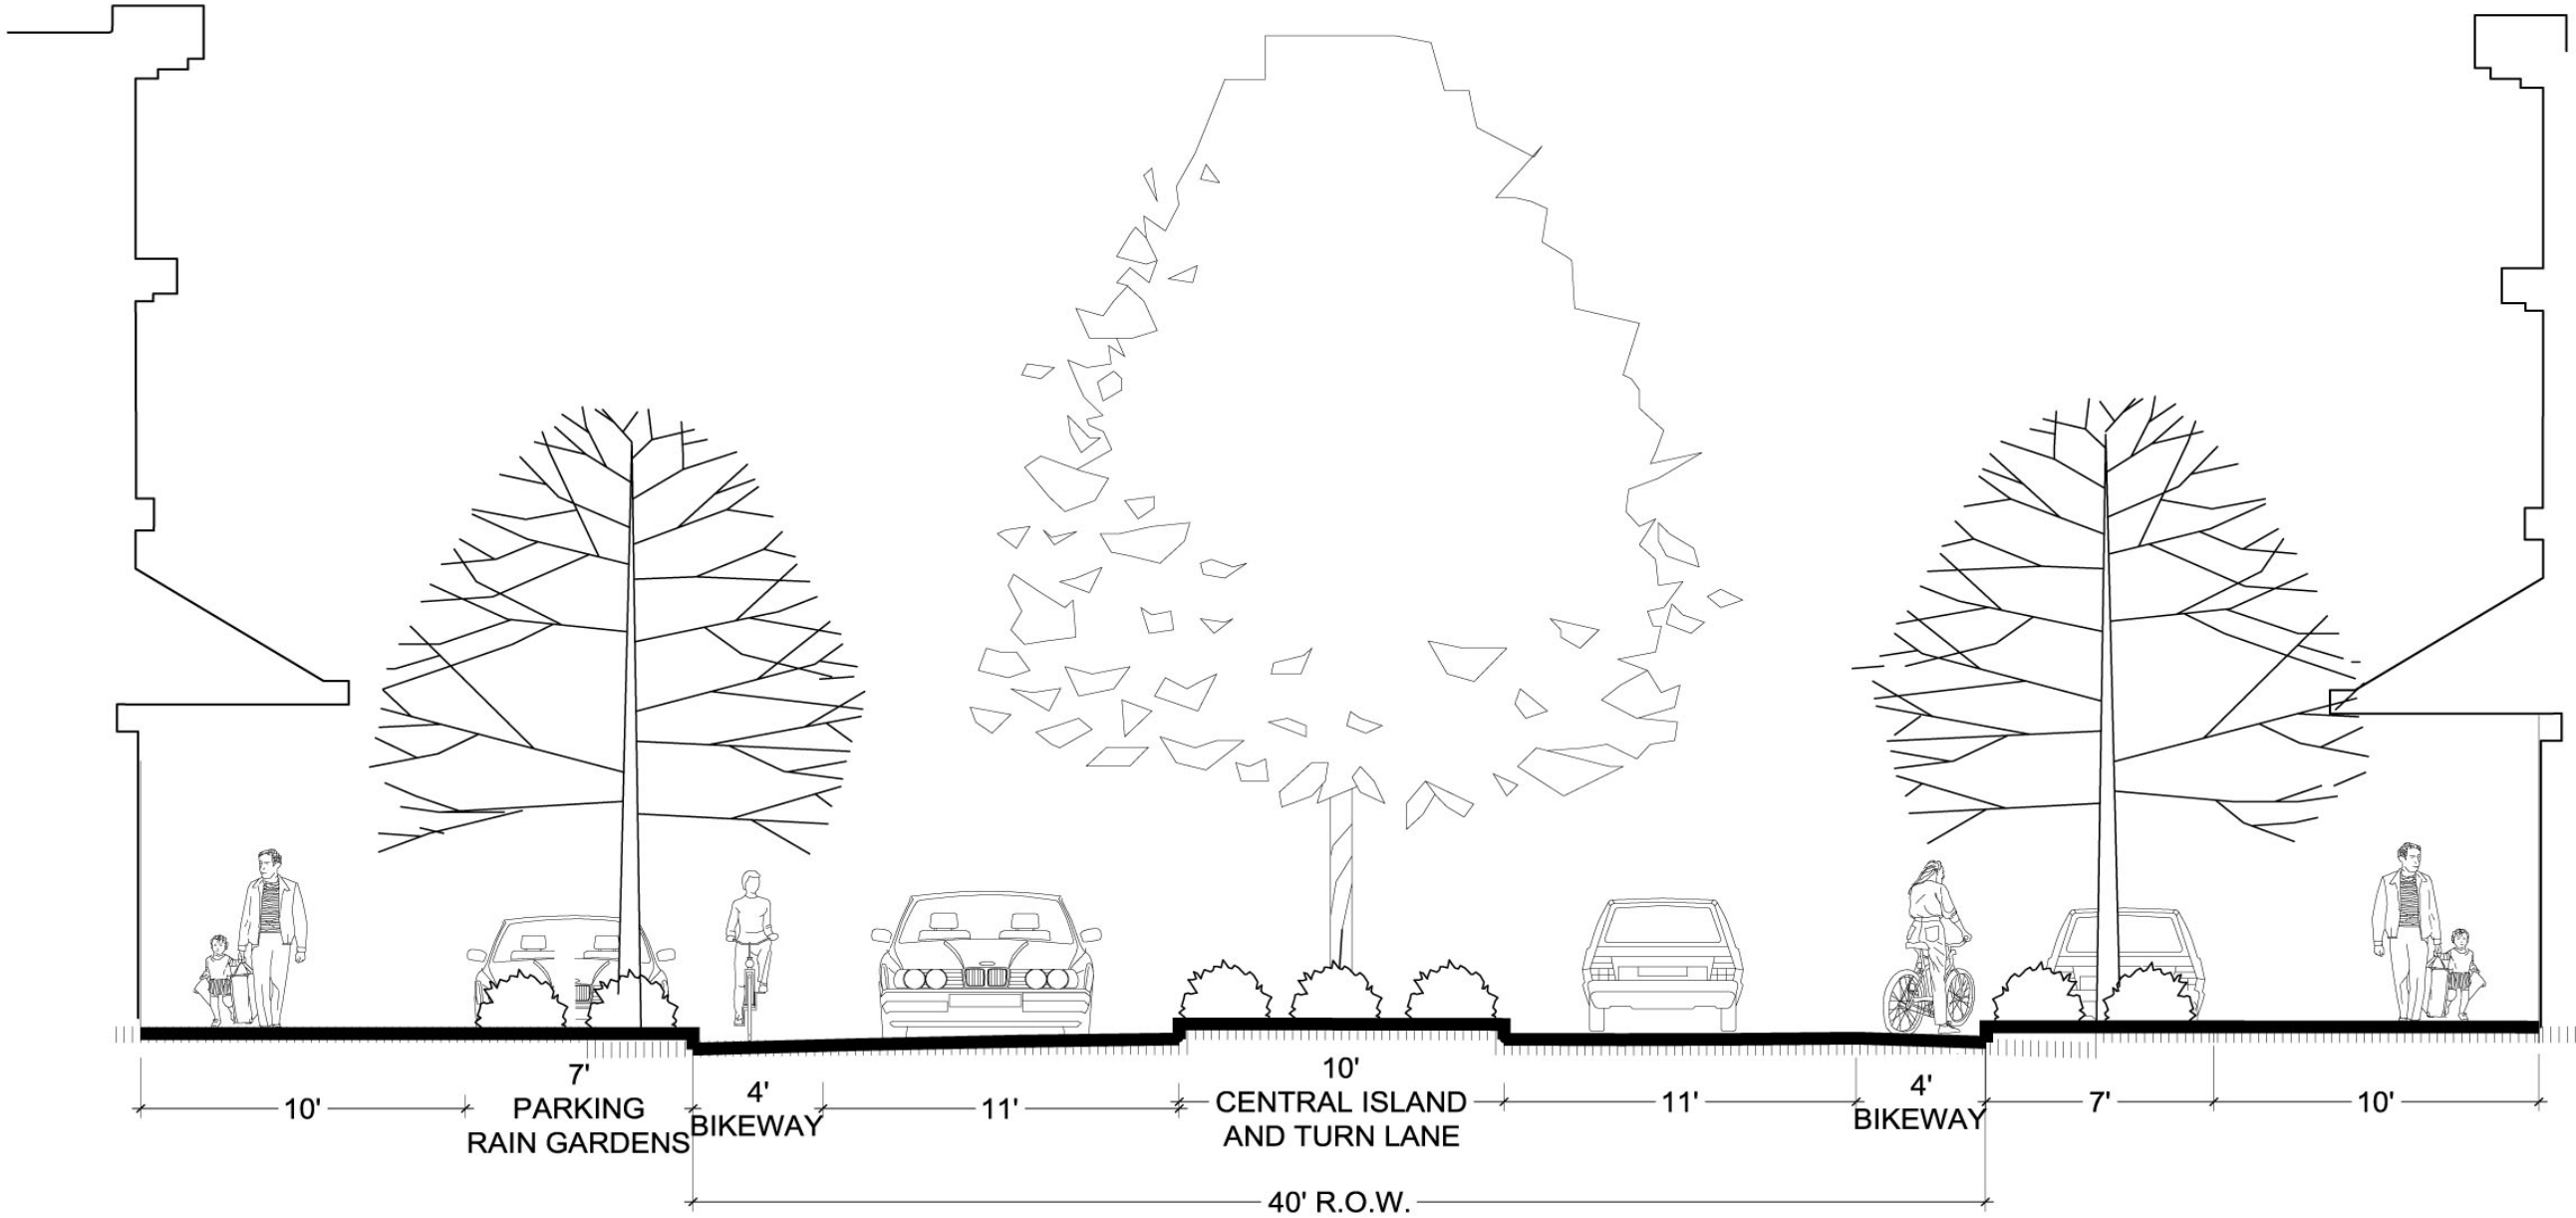 10'
7'
PARKING
RAIN GARDENS
4'
BIKEWAY
11'
10'
CENTRAL ISLAND
AND TURN LANE
11'
4'
BIKEWAY
7'
10'
40' R.O.W.